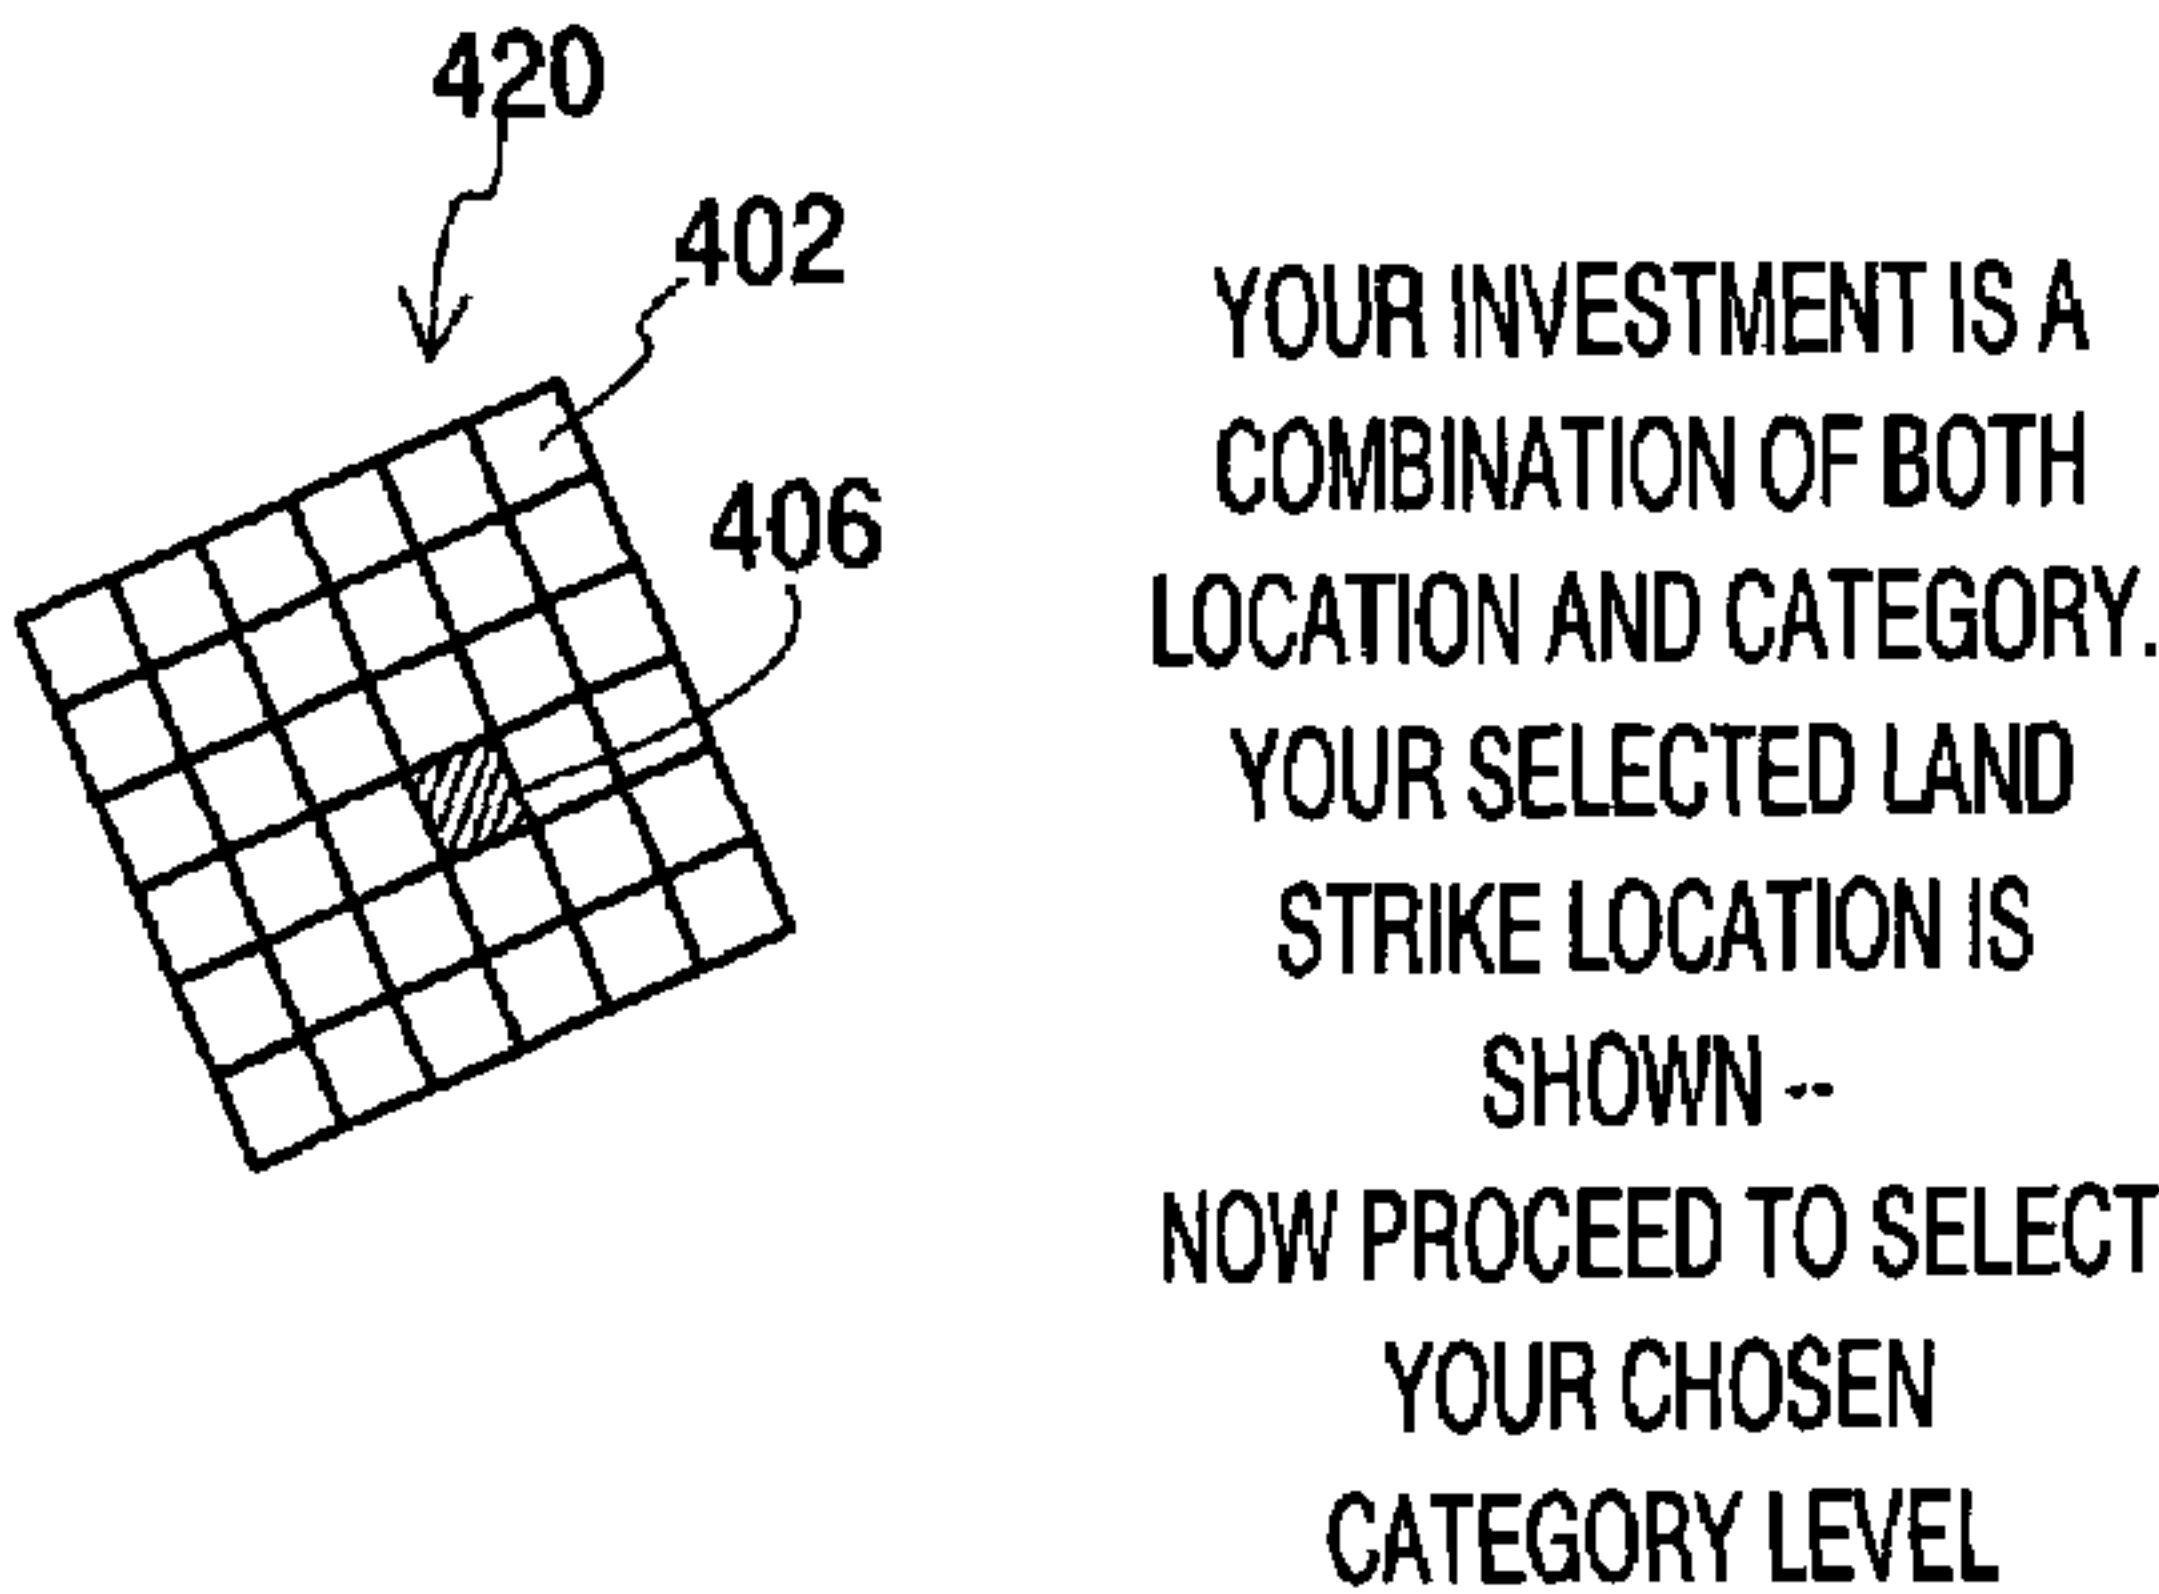 420
402
406
YOUR INVESTMENT IS A
COMBINATION OF BOTH
LOCATION AND CATEGORY.
YOUR SELECTED LAND
STRIKE LOCATION IS
SHOWN --
NOW PROCEED TO SELECT
YOUR CHOSEN
CATEGORY LEVEL